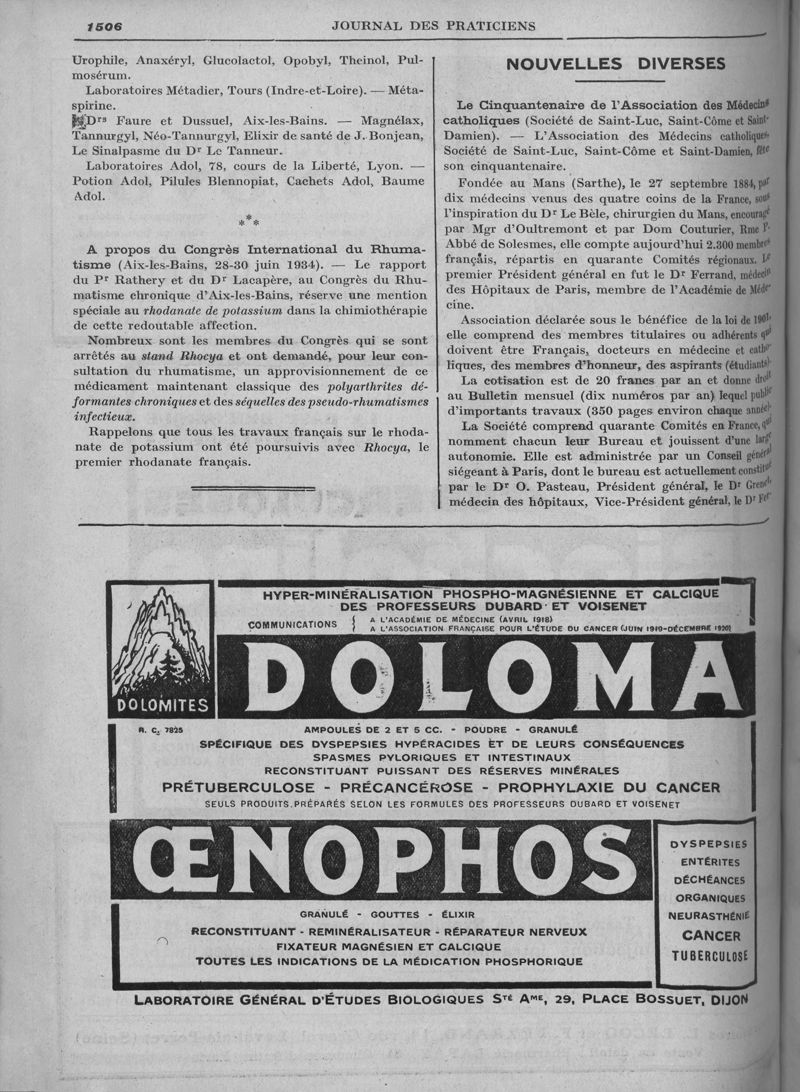 1506
JOURNAL DES PRATICIENS
Urophile, Anaxéryl, Glucolactol, Opobyl, Theinol, Pul-
mosérum.
Laboratoires Métadier, Tours (Indre-et-Loire). — Méta-
spirine.
Drs Faure et Dussuel, Aix-les-Bains. — Magnélax,
Tannurgyl, Néo-Tannurgyl, Elixir de santé de J. Bonjean,
Le Sinalpasme du Dr Le Tanneur.
Laboratoires Adol, 78, cours de la Liberté, Lyon. —
Potion Adol, Pilules Blennopiat, Cachets Adol, Baume
Adol.
***
A propos du Congrès International du Rhuma-
tisme (Aix-les-Bains, 28-30 juin 1934). — Le rapport
du Pr Rathery et du Dr Lacapère, au Congrès du Rhu-
matisme chronique d'Aix-les-Bains, réserve une mention
spéciale au rhodanate de potassium dans la chimiothérapie
de cette redoutable affection.
Nombreux sont les membres du Congrès qui se sont
arrêtés au stand Rhocya et ont demandé, pour leur con-
sultation du rhumatisme, un approvisionnement de ce
médicament maintenant classique des polyarthrites dé-
formantes chroniques et des séquelles des pseudo-rhumatismes
infectieux.
Rappelons que tous les travaux français sur le rhoda-
nate de potassium ont été poursuivis avec Rhocya, le
premier rhodanate français.
NOUVELLES DIVERSES
Le Cinquantenaire de l'Association des Médecins
catholiques (Société de Saint-Luc, Saint-Côme et Saint-
Damien). — L'Association des Médecins catholiques,
Société de Saint-Luc, Saint-Côme et Saint-Damien, fête
son cinquantenaire.
Fondée au Mans (Sarthe), le 27 septembre 1884, par
dix médecins venus des quatre coins de la France, sous
l'inspiration du Dr Le Bèle, chirurgien du Mans, encouragé
par Mgr d'Oultremont et par Dom Couturier, Rme P.
Abbé de Solesmes, elle compte aujourd'hui 2.300 membres
français, répartis en quarante Comités régionaux. Le
premier Président général en fut le Dr Ferrand, médecin
des Hôpitaux de Paris, membre de l'Académie de Méde-
cine.
Association déclarée sous le bénéfice de la loi de 1901,
elle comprend des membres titulaires ou adhérents qui
doivent être Français, docteurs en médecine et catho-
liques, des membres d'honneur, des aspirants (étudiants).
La cotisation est de 20 francs par an et donne droit
au Bulletin mensuel (dix numéros par an) lequel publie
d'importants travaux (350 pages environ chaque année).
La Société comprend quarante Comités en France, qui
nomment chacun leur Bureau et jouissent d'une large
autonomie. Elle est administrée par un Conseil général
siégeant à Paris, dont le bureau est actuellement constitué
par le Dr O. Pasteau, Président général, le Dr
médecin des hôpitaux, Vice-Président général, le Dr
HYPER-MINÉRALISATION PHOSPHO-MAGNÉSIENNE ET CALCIQUE
DES PROFESSEURS DUBARD ET VOISENET
COMMUNICATIONS { A L'ACADÉMIE DE MÉDECINE (AVRIL 1918)
A L'ASSOCIATION FRANÇAISE POUR L'ÉTUDE DU CANCER (JUIN 1919-DÉCEMBRE 1920)
DOLOMITES
DOLOMA
R. C. 7825
AMPOULES DE 2 ET 5 CC. - POUDRE - GRANULÉ
SPÉCIFIQUE DES DYSPEPSIES HYPÉRACIDES ET DE LEURS CONSÉQUENCES
SPASMES PYLORIQUES ET INTESTINAUX
RECONSTITUANT PUISSANT DES RÉSERVES MINÉRALES
PRÉTUBERCULOSE - PRÉCANCÉROSE - PROPHYLAXIE DU CANCER
SEULS PRODUITS PRÉPARÉS SELON LES FORMULES DES PROFESSEURS DUBARD ET VOISENET
ŒNOPHOS
GRANULÉ - GOUTTES - ÉLIXIR
RECONSTITUANT - REMINÉRALISATEUR - RÉPARATEUR NERVEUX
FIXATEUR MAGNÉSIEN ET CALCIQUE
TOUTES LES INDICATIONS DE LA MÉDICATION PHOSPHORIQUE
DYSPEPSIES
ENTÉRITES
DÉCHÉANCES
ORGANIQUES
NEURASTHÉNIE
CANCER
TUBERCULOSE
LABORATOIRE GÉNÉRAL D'ÉTUDES BIOLOGIQUES STÉ AME, 29, PLACE BOSSUET, DIJON